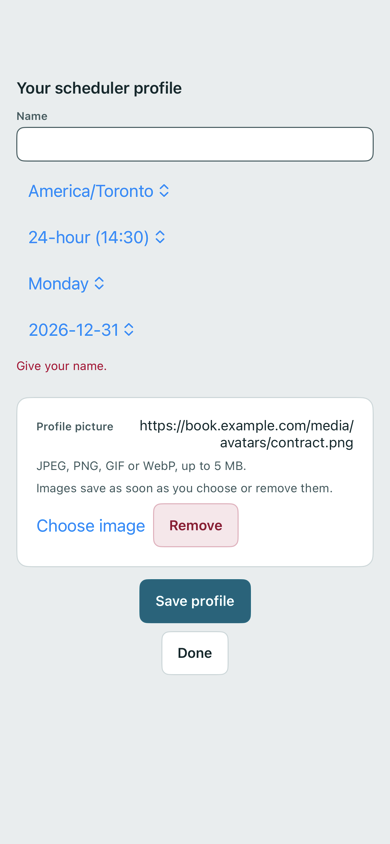 Your scheduler profile
Name
America/Toronto
24-hour (14:30)
Monday
2026-12-31
Give your name.
Profile picture
https://book.example.com/media/
avatars/contract.png
JPEG, PNG, GIF or WebP, up to 5 MB.
Images save as soon as you choose or remove them.
Choose image
Remove
Save profile
Done